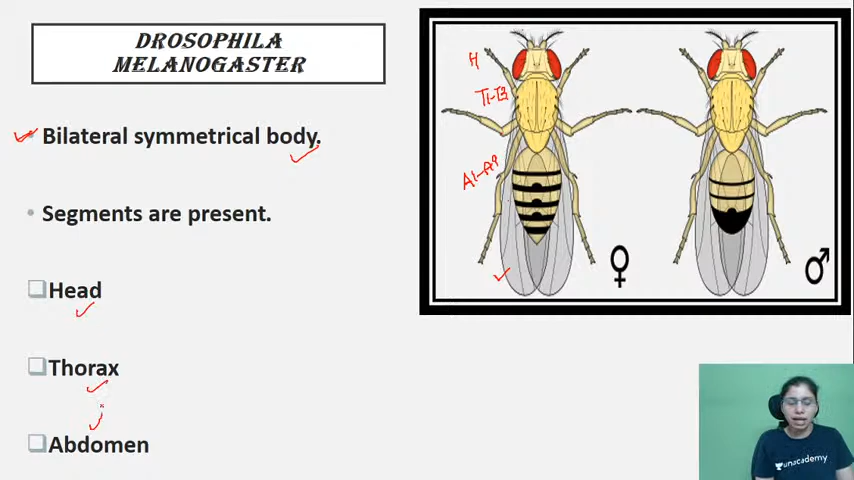 DROSOPHILA
MELANOGASTER
Bilateral symmetrical body.
Segments are present.
Head
Thorax
Abdomen
H
T1-T3
A1-A9
♀
♂
unacademy